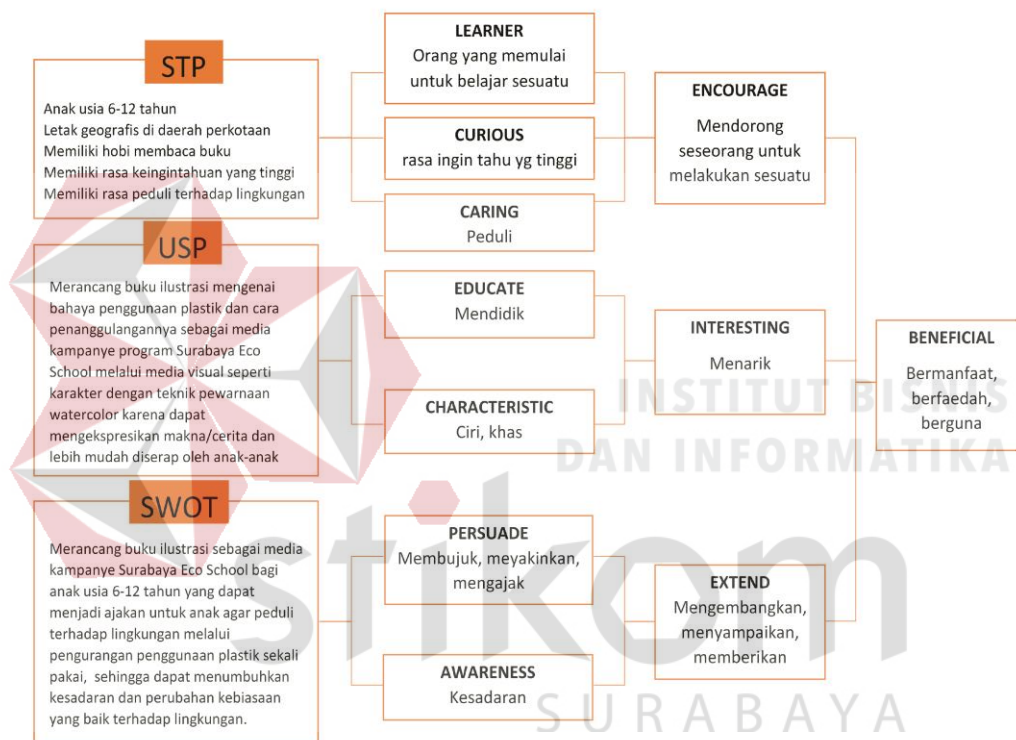 STP
Anak usia 6-12 tahun
Letak geografis di daerah perkotaan
Memiliki hobi membaca buku
Memiliki rasa keingintahuan yang tinggi
Memiliki rasa peduli terhadap lingkungan
USP
Merancang buku ilustrasi mengenai
bahaya penggunaan plastik dan cara
penanggulangannya sebagai media
kampanye program Surabaya Eco
School melalui media visual seperti
karakter dengan teknik pewarnaan
watercolor karena dapat
mengekspresikan makna/cerita dan
lebih mudah diserap oleh anak-anak
SWOT
Merancang buku ilustrasi sebagai media
kampanye Surabaya Eco School bagi
anak usia 6-12 tahun yang dapat
menjadi ajakan untuk anak agar peduli
terhadap lingkungan melalui
pengurangan penggunaan plastik sekali
pakai, sehingga dapat menumbuhkan
kesadaran dan perubahan kebiasaan
yang baik terhadap lingkungan.
LEARNER
Orang yang memulai
untuk belajar sesuatu
CURIOUS
rasa ingin tahu yg tinggi
CARING
Peduli
EDUCATE
Mendidik
CHARACTERISTIC
Ciri, khas
PERSUADE
Membujuk, meyakinkan,
mengajak
AWARENESS
Kesadaran
ENCOURAGE
Mendorong
seseorang untuk
melakukan sesuatu
INTERESTING
Menarik
EXTEND
Mengembangkan,
menyampaikan,
memberikan
BENEFICIAL
Bermanfaat,
berfaedah,
berguna
INSTITUT BISNIS
DAN INFORMATIKA
stikom
SURABAYA